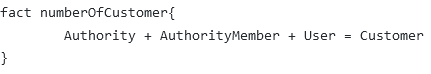 fact numberOfCustomer{
        Authority + AuthorityMember + User = Customer
}